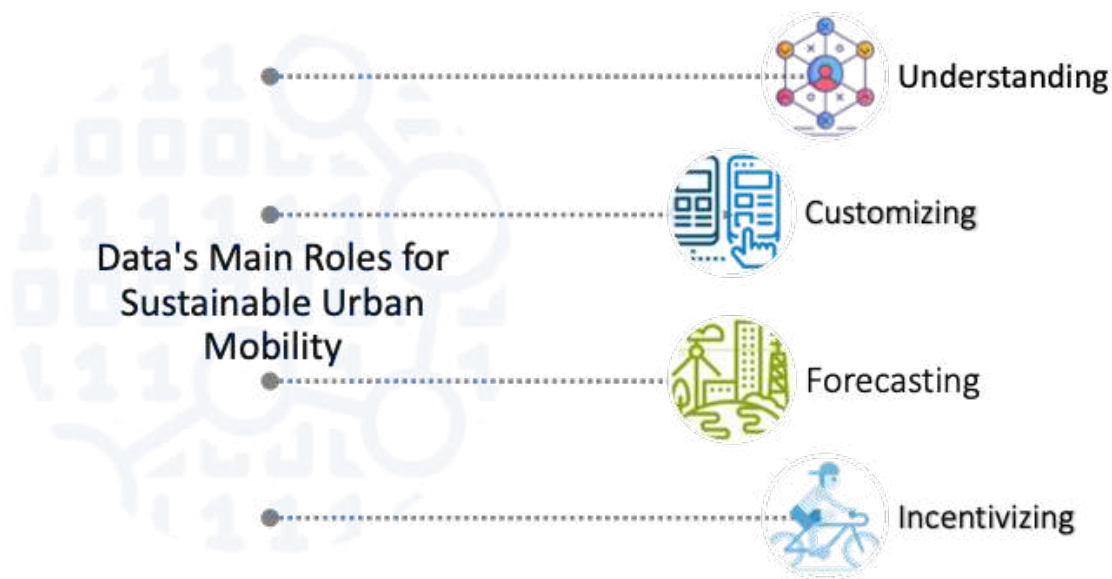 Understanding
Customizing
Data's Main Roles for
Sustainable Urban
Mobility
Forecasting
Incentivizing